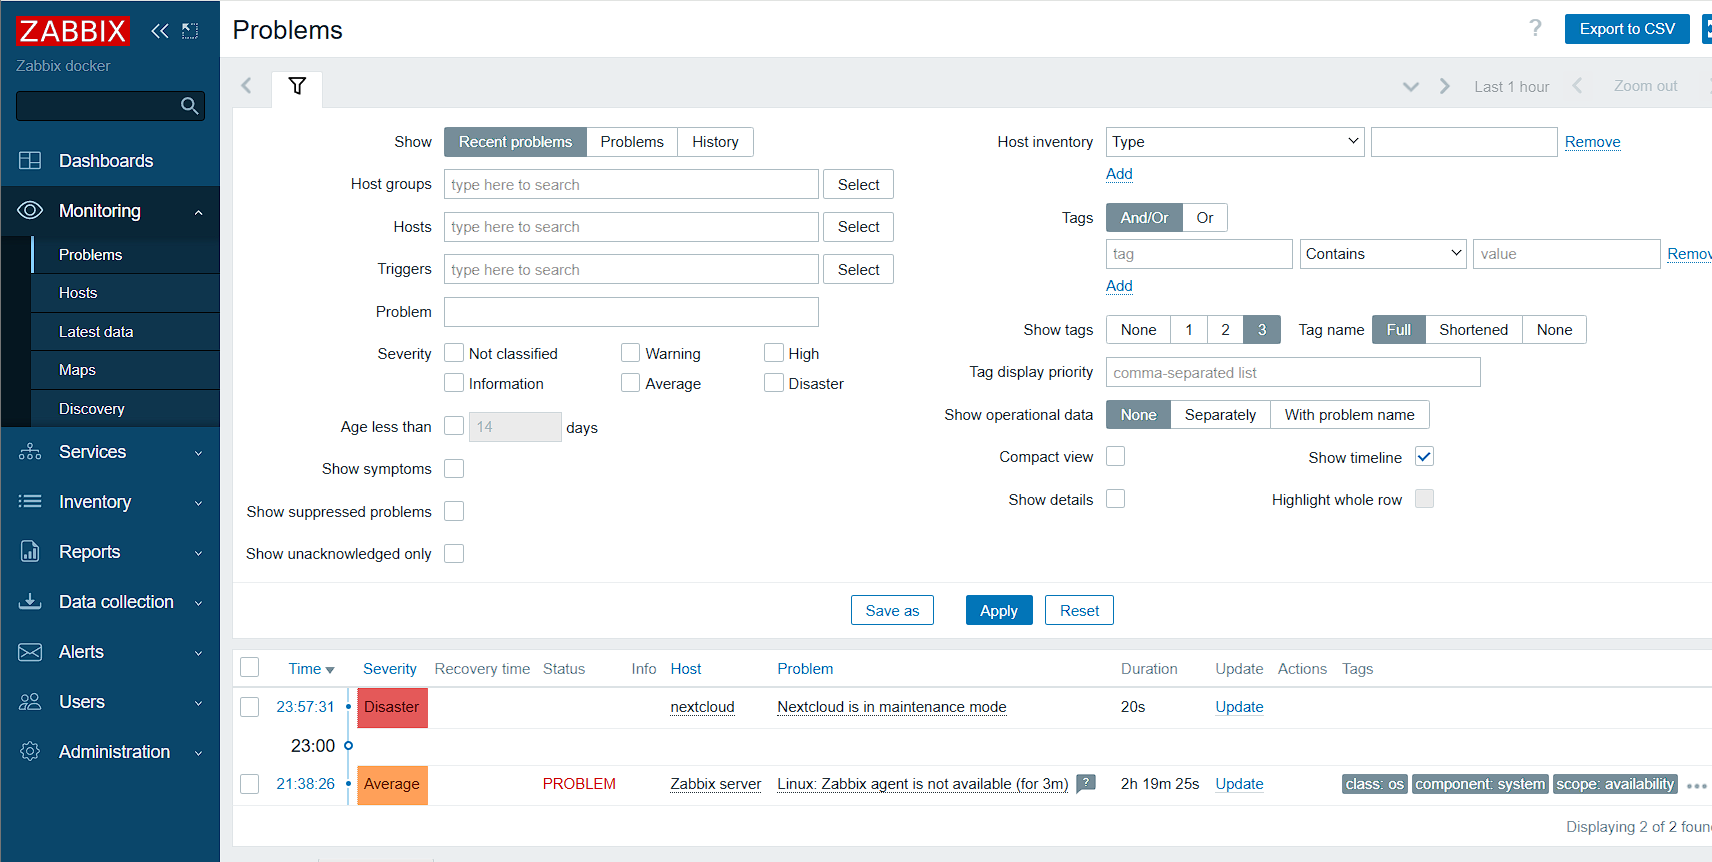 ZABBIX
Zabbix docker
Dashboards
Monitoring
Problems
Hosts
Latest data
Maps
Discovery
Services
Inventory
Reports
Data collection
Alerts
Users
Administration
Problems
? Export to CSV
Last 1 hour Zoom out
Show Recent problems Problems History
Host groups type here to search Select
Hosts type here to search Select
Triggers type here to search Select
Problem
Severity Not classified Warning High
Information Average Disaster
Age less than 14 days
Show symptoms
Show suppressed problems
Show unacknowledged only
Host inventory Type Remove
Add
Tags And/Or Or
tag Contains value Remov
Add
Show tags None 1 2 3 Tag name Full Shortened None
Tag display priority comma-separated list
Show operational data None Separately With problem name
Compact view Show timeline
Show details Highlight whole row
Save as Apply Reset
Time Severity Recovery time Status Info Host Problem Duration Update Actions Tags
23:57:31 Disaster nextcloud Nextcloud is in maintenance mode 20s Update
23:00
21:38:26 Average PROBLEM Zabbix server Linux: Zabbix agent is not available (for 3m) ? 2h 19m 25s Update class: os component: system scope: availability •••
Displaying 2 of 2 foun